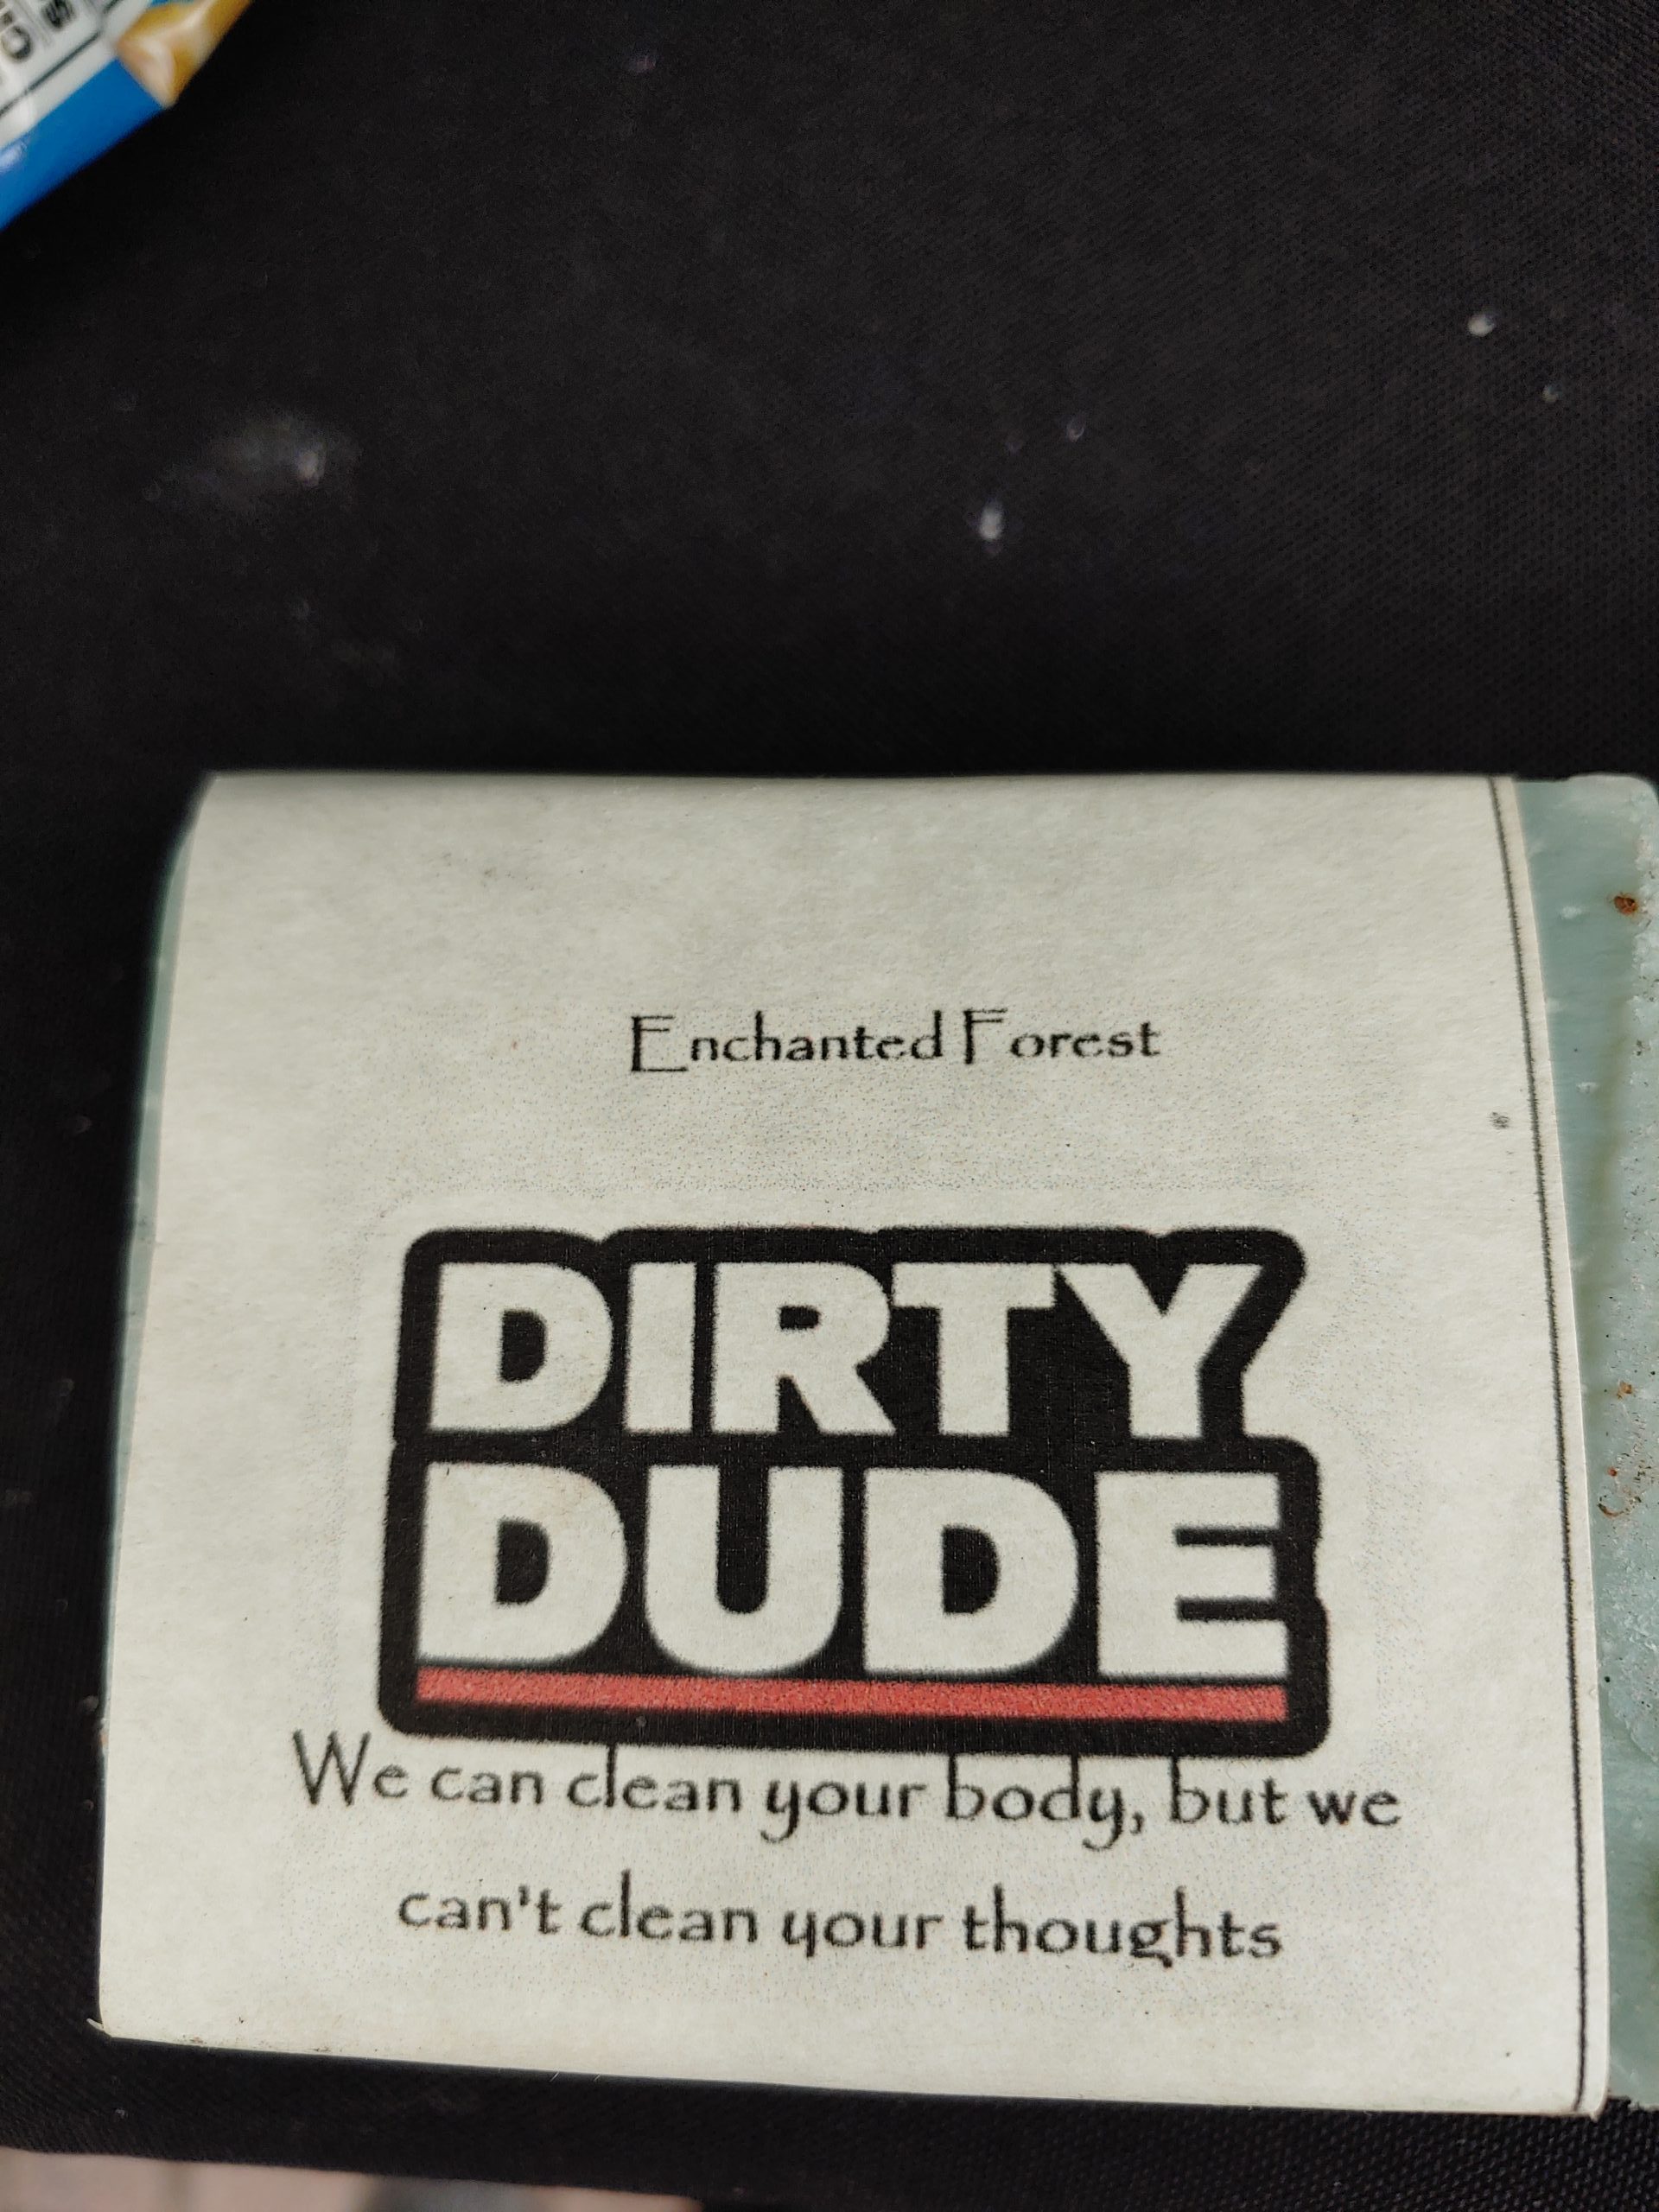 Enchanted Forest
DIRTY
DUDE
We can clean your body, but we
can't clean your thoughts